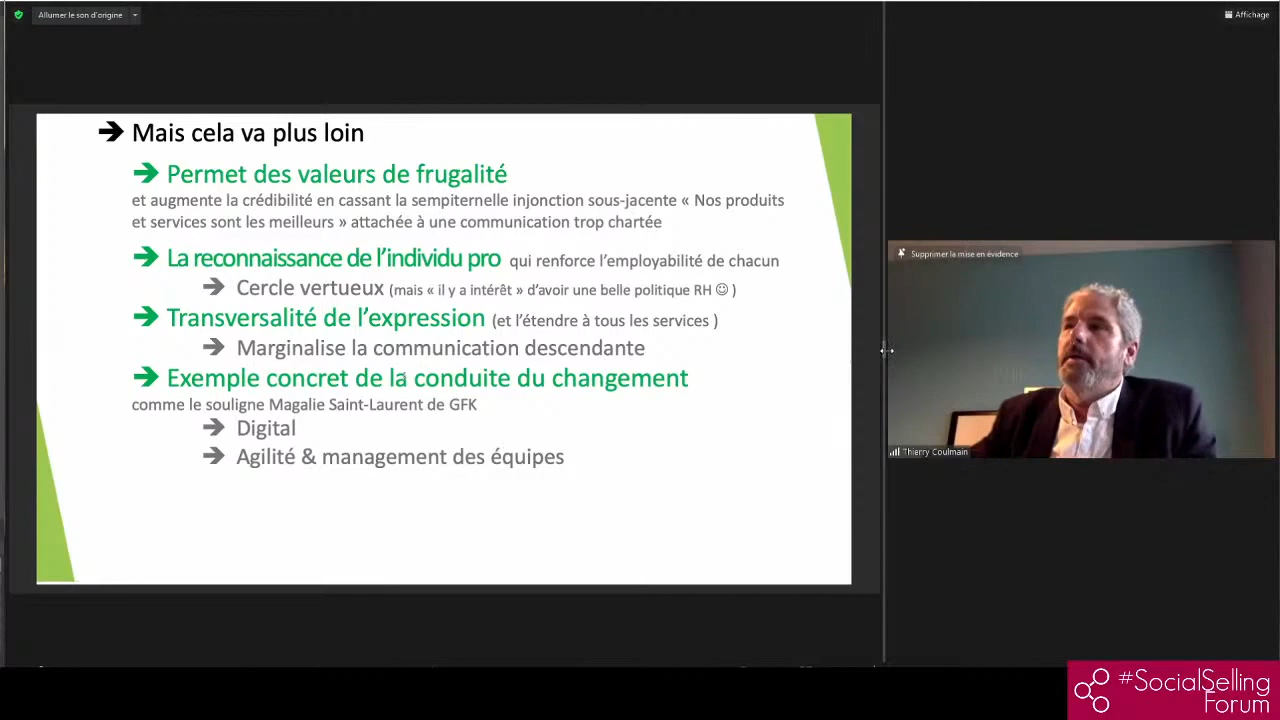 Allumer le son d'origine
Affichage
➔ Mais cela va plus loin
➔ Permet des valeurs de frugalité
et augmente la crédibilité en cassant la sempiternelle injonction sous-jacente « Nos produits
et services sont les meilleurs » attachée à une communication trop chartée
➔ La reconnaissance de l'individu pro qui renforce l'employabilité de chacun
➔ Cercle vertueux (mais « il y a intérêt » d'avoir une belle politique RH ☺ )
➔ Transversalité de l'expression (et l'étendre à tous les services )
➔ Marginalise la communication descendante
➔ Exemple concret de la conduite du changement
comme le souligne Magalie Saint-Laurent de GFK
➔ Digital
➔ Agilité & management des équipes
Supprimer la mise en évidence
Thierry Coulmain
#SocialSelling
Forum